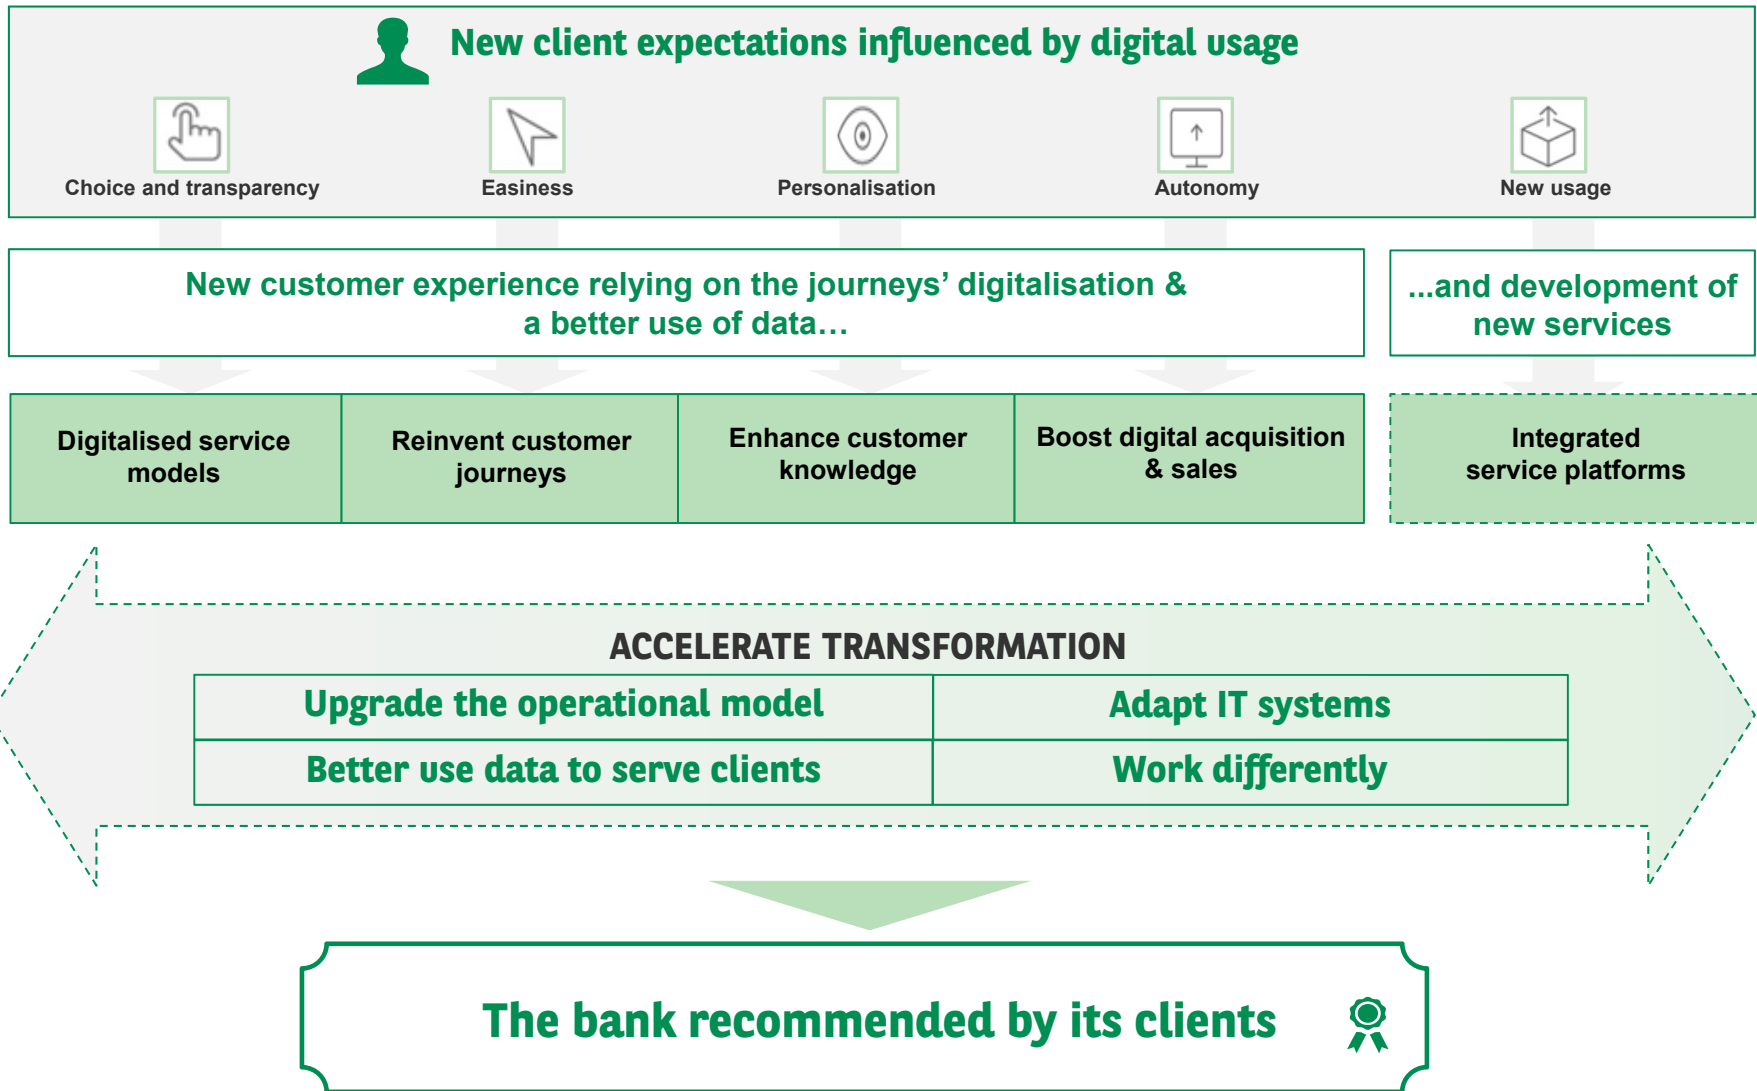 New client expectations influenced by digital usage
Choice and transparency
Easiness
Personalisation
Autonomy
New usage
New customer experience relying on the journeys’ digitalisation &
a better use of data…
...and development of
new services
Digitalised service
models
Reinvent customer
journeys
Enhance customer
knowledge
Boost digital acquisition
& sales
Integrated
service platforms
ACCELERATE TRANSFORMATION
Upgrade the operational model
Adapt IT systems
Better use data to serve clients
Work differently
The bank recommended by its clients